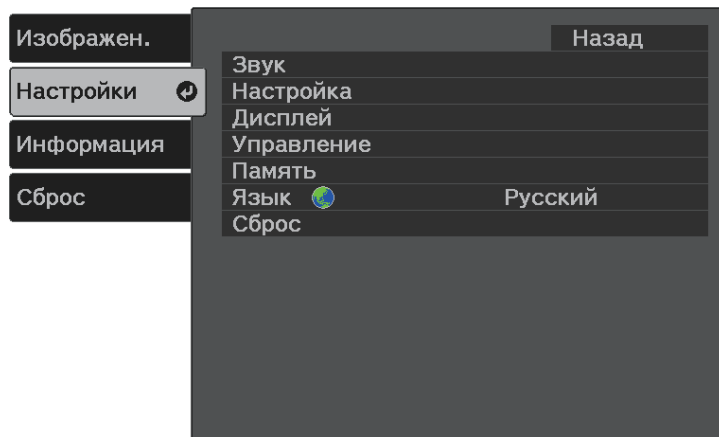 Изображен.
Настройки
Информация
Сброс
Назад
Звук
Настройка
Дисплей
Управление
Память
Язык Русский
Сброс